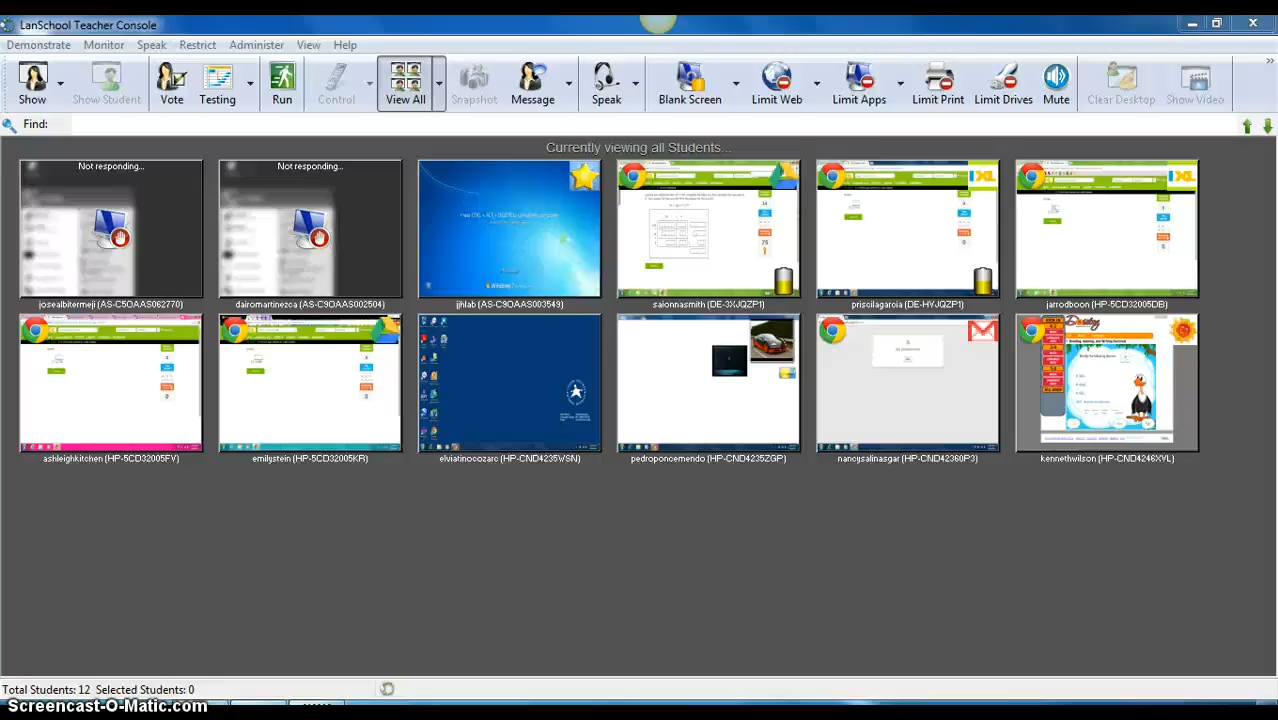 LanSchool Teacher Console
Demonstrate Monitor Speak Restrict Administer View Help
Show Show Student Vote Testing Run Control View All Snapshot Message Speak Blank Screen Limit Web Limit Apps Limit Print Limit Drives Mute Clear Desktop Show Video
Find:
Currently viewing all Students...
Not responding... Not responding...
IXL IXL
josealbitermeji (AS-C5OAAS062770) dairomartinezca (AS-C9OAAS002504) jjhlab (AS-C9OAAS003549) saionnasmith (DE-3XJQZP1) priscilagarcia (DE-HVJQZP1) jarrodboon (HP-5CD32005DB)
ashleighkitchen (HP-5CD32005FV) emilystein (HP-5CD32005KR) elviatinocozarc (HP-CND4235VSN) pedroponcemendo (HP-CND4235ZGP) nancysalinasgar (HP-CND42360P3) kennethwilson (HP-CND4246XYL)
Total Students: 12 Selected Students: 0
Screencast-O-Matic.com